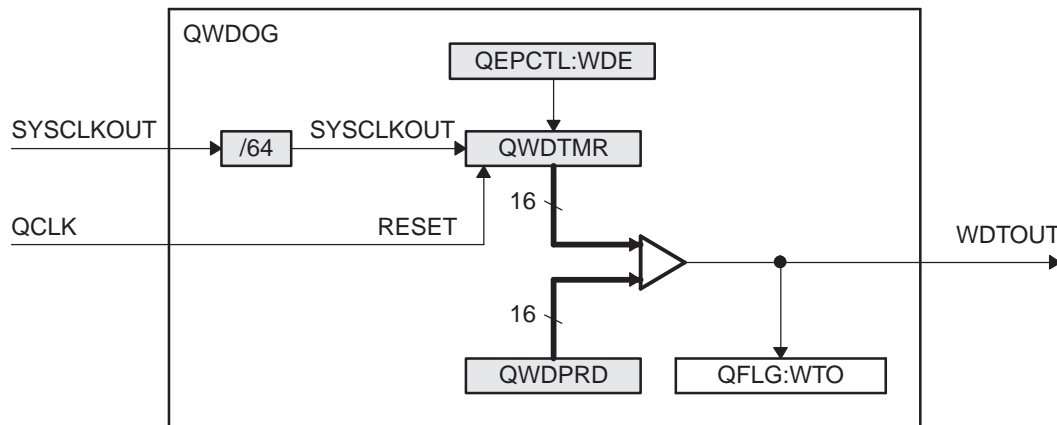 QWDOG
QEPCTL:WDE
SYSCLKOUT
SYSCLKOUT
/64
QWDTMR
16
QCLK
RESET
WDTOUT
16
QWDPRD
QFLG:WTO